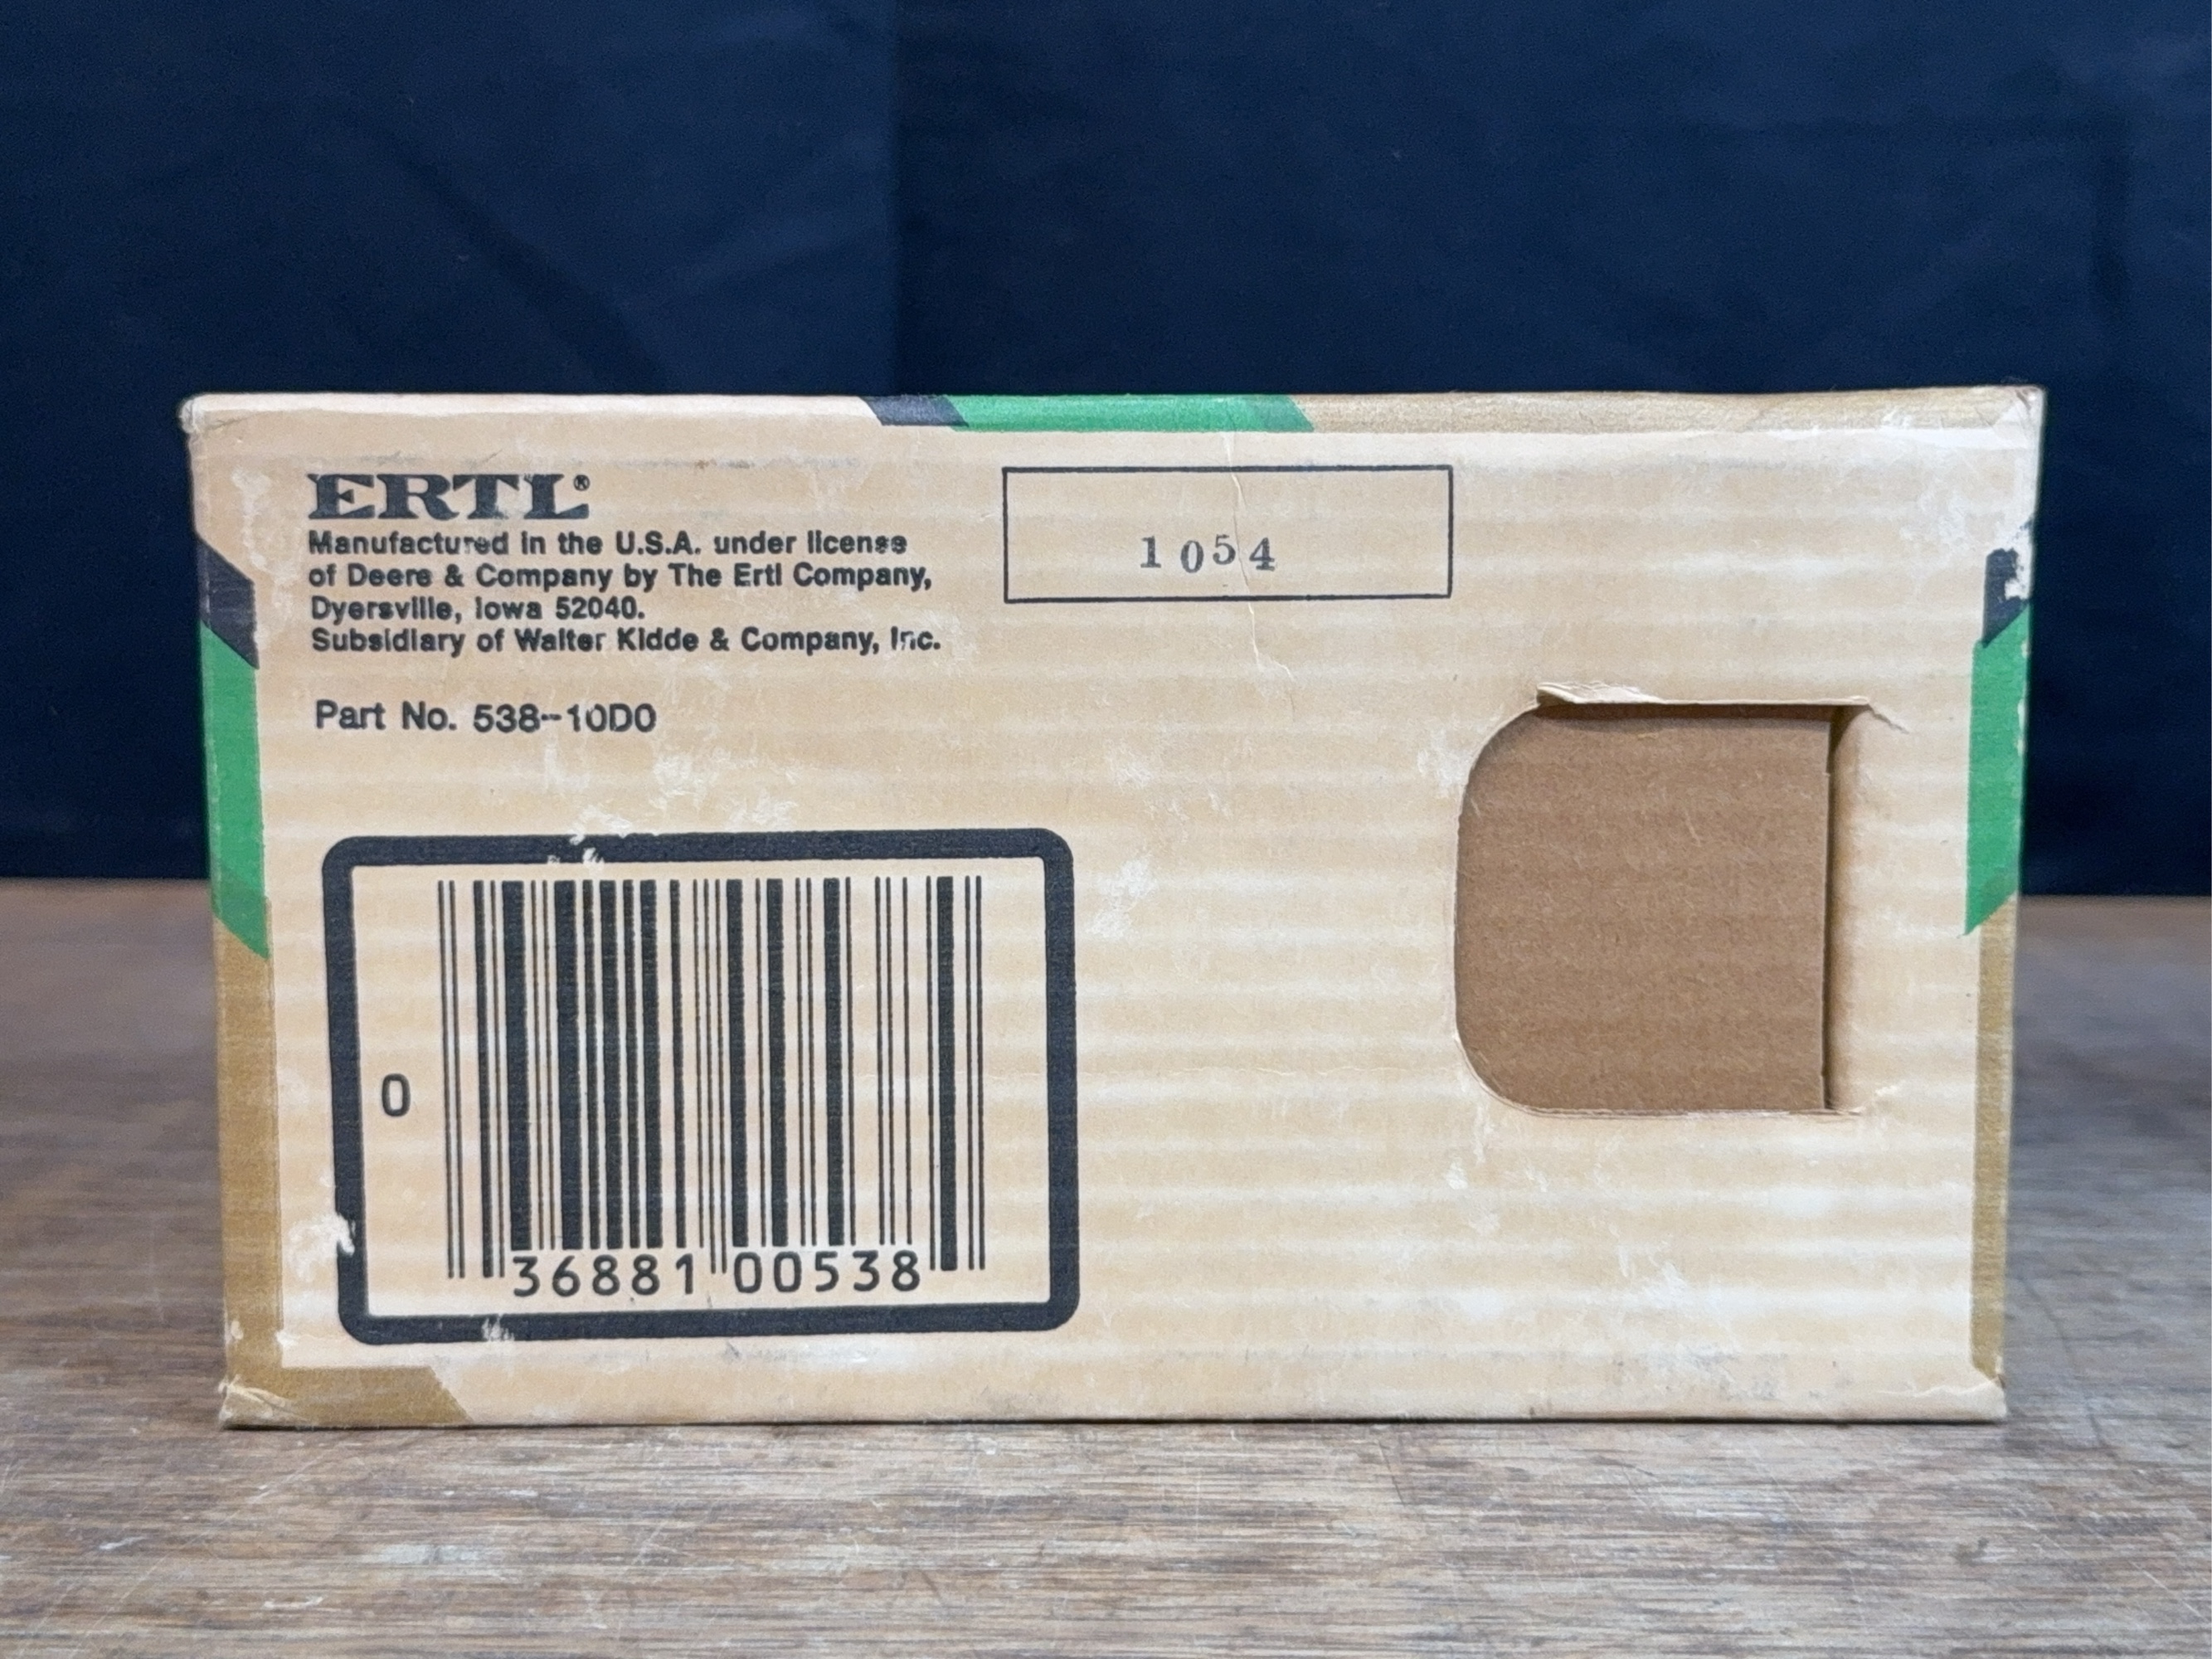 ERTL®
Manufactured in the U.S.A. under license
of Deere & Company by The Ertl Company,
Dyersville, Iowa 52040.
Subsidiary of Walter Kidde & Company, Inc.
Part No. 538-10D0
1054
0 36881 00538